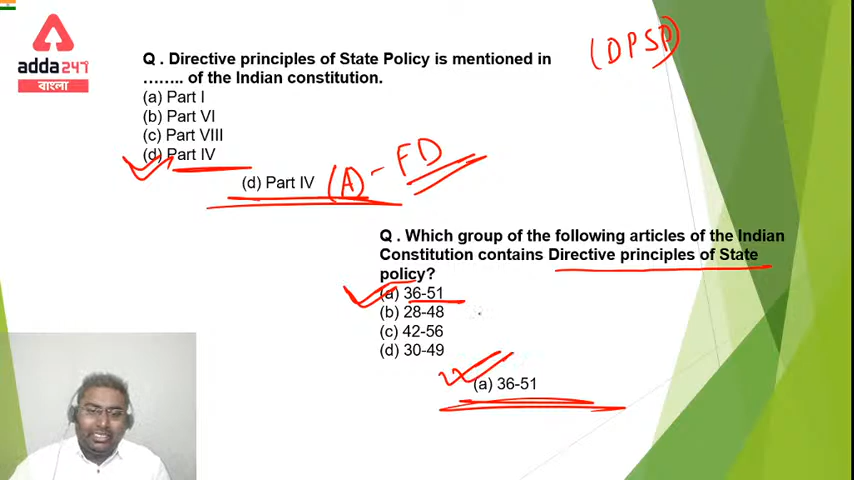 adda247
বাংলা
(DPSP)
Q . Directive principles of State Policy is mentioned in
…….. of the Indian constitution.
(a) Part I
(b) Part VI
(c) Part VIII
(d) Part IV
(d) Part IV (A) - FD
Q . Which group of the following articles of the Indian
Constitution contains Directive principles of State
policy?
(a) 36-51
(b) 28-48
(c) 42-56
(d) 30-49
(a) 36-51